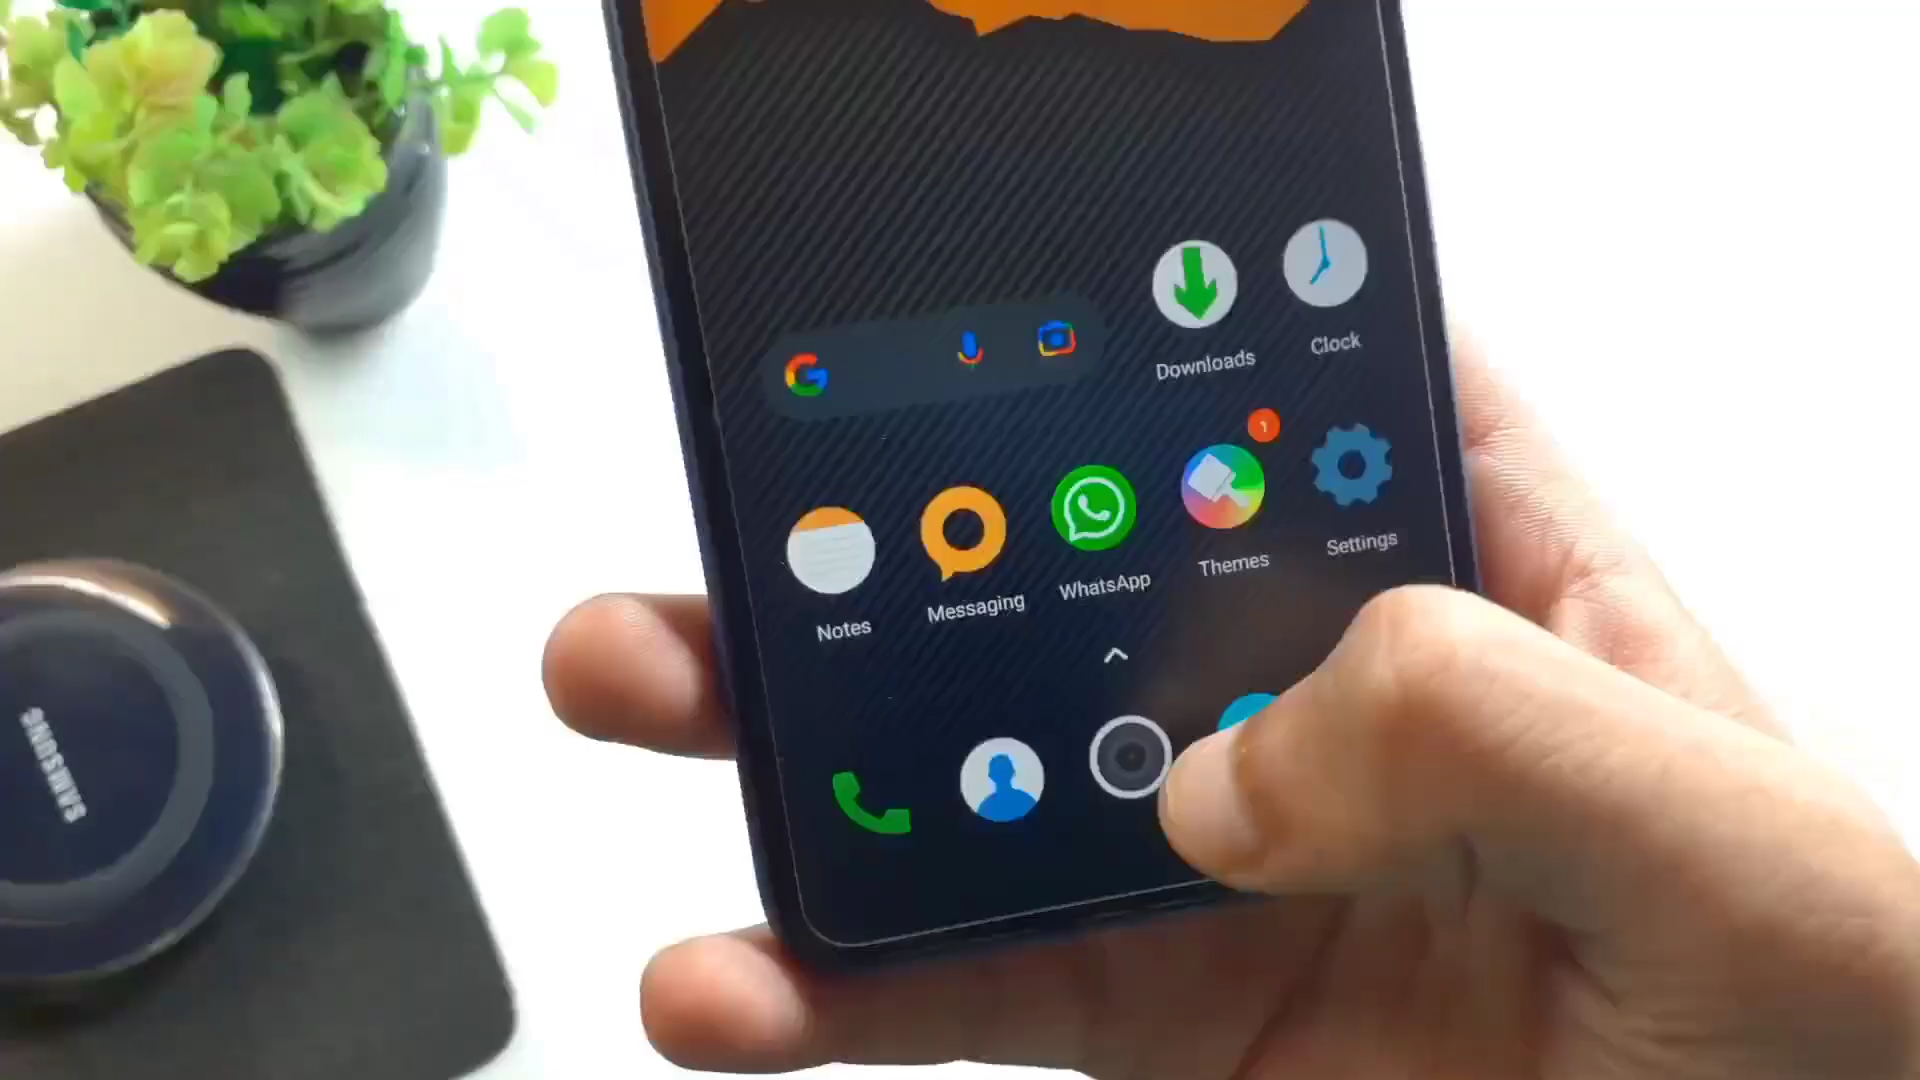 Clock
Downloads
1
Settings
Themes
WhatsApp
Messaging
Notes
SAMSUNG